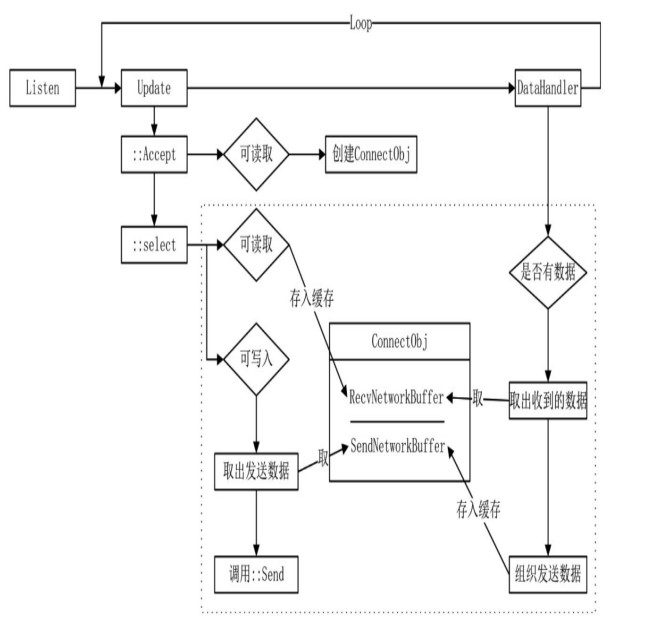 Loop
Listen
Update
DataHandler
::Accept
可读取
创建ConnectObj
::select
可读取
是否有数据
存入缓存
ConnectObj
可写入
RecvNetworkBuffer
取
取出收到的数据
SendNetworkBuffer
取
取出发送数据
存入缓存
调用::Send
组织发送数据